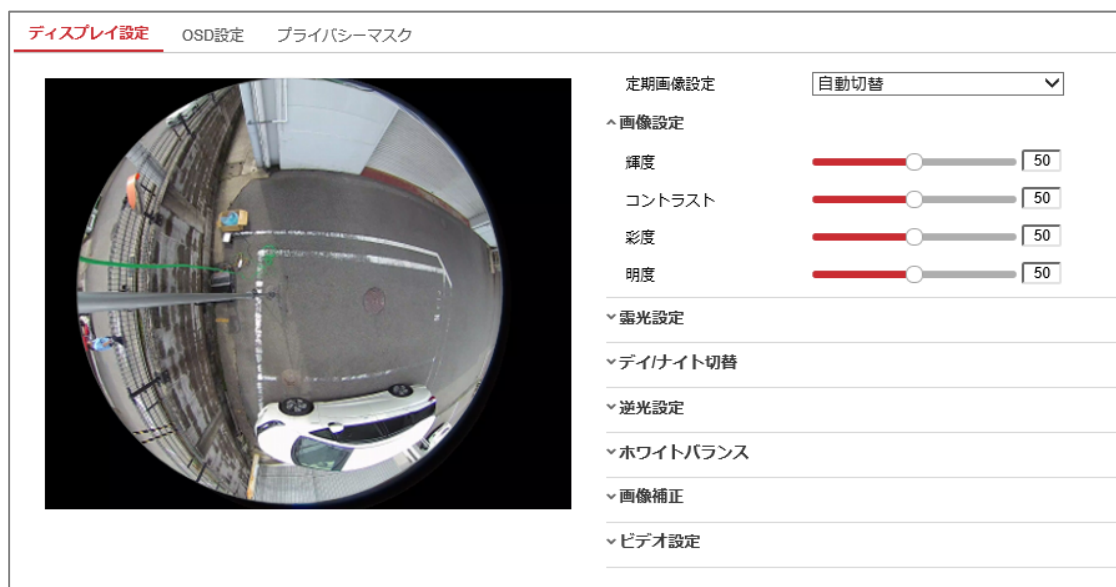 ディスプレイ設定 OSD設定 プライバシーマスク
定期画像設定 自動切替
画像設定
輝度 50
コントラスト 50
彩度 50
明度 50
露光設定
デイ/ナイト切替
逆光設定
ホワイトバランス
画像補正
ビデオ設定